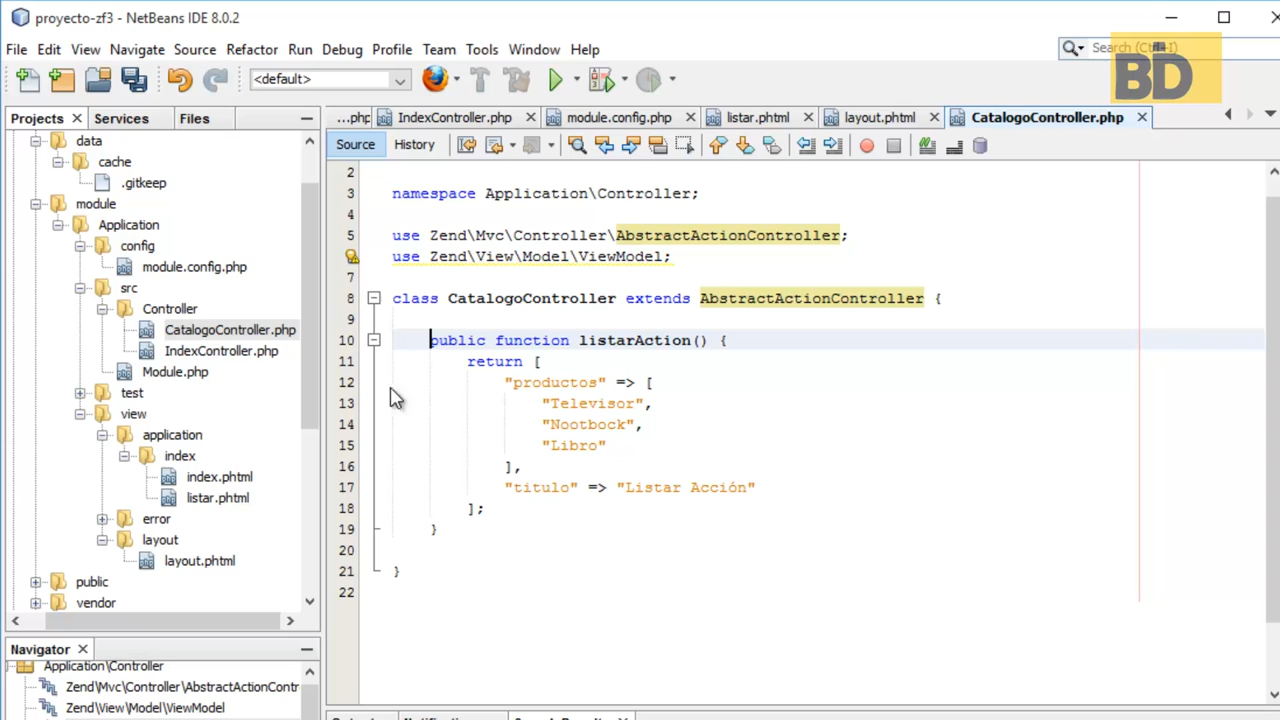 proyecto-zf3 - NetBeans IDE 8.0.2
File Edit View Navigate Source Refactor Run Debug Profile Team Tools Window Help
Search (Ctrl+I)
BD
<default>
Projects Services Files
...php IndexController.php module.config.php listar.phtml layout.phtml CatalogoController.php
Source History
data
cache
.gitkeep
module
Application
config
module.config.php
src
Controller
CatalogoController.php
IndexController.php
Module.php
test
view
application
index
index.phtml
listar.phtml
error
layout
layout.phtml
public
vendor
Navigator
Application\Controller
Zend\Mvc\Controller\AbstractActionContr
Zend\View\Model\ViewModel
2
3 namespace Application\Controller;
4
5 use Zend\Mvc\Controller\AbstractActionController;
use Zend\View\Model\ViewModel;
7
8 class CatalogoController extends AbstractActionController {
9
10 public function listarAction() {
11 return [
12 "productos" => [
13 "Televisor",
14 "Nootbock",
15 "Libro"
16 ],
17 "titulo" => "Listar Acción"
18 ];
19 }
20
21 }
22